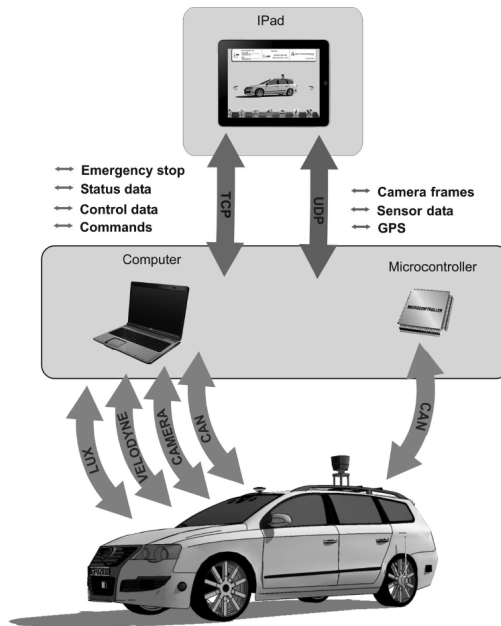 IPad
TCP
UDP
Emergency stop
Status data
Control data
Commands
Camera frames
Sensor data
GPS
Computer
Microcontroller
MICROCONTROLLER
LUX
VELODYNE
CAMERA
CAN
CAN